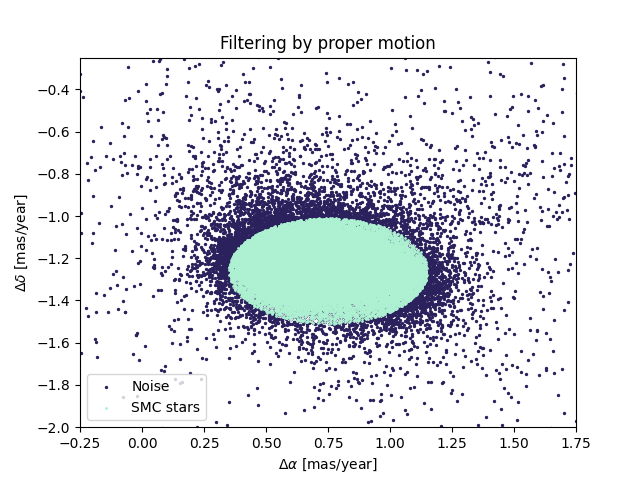 Filtering by proper motion
Δδ [mas/year]
−0.4
−0.6
−0.8
−1.0
−1.2
−1.4
−1.6
−1.8
−2.0
Noise
SMC stars
−0.25 0.00 0.25 0.50 0.75 1.00 1.25 1.50 1.75
Δα [mas/year]